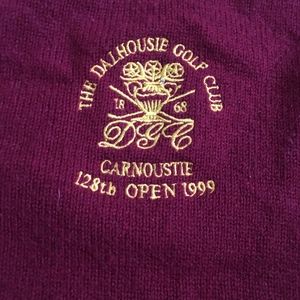 THE DALHOUSIE GOLF CLUB
18 68
DGC
CARNOUSTIE
128th OPEN 1999